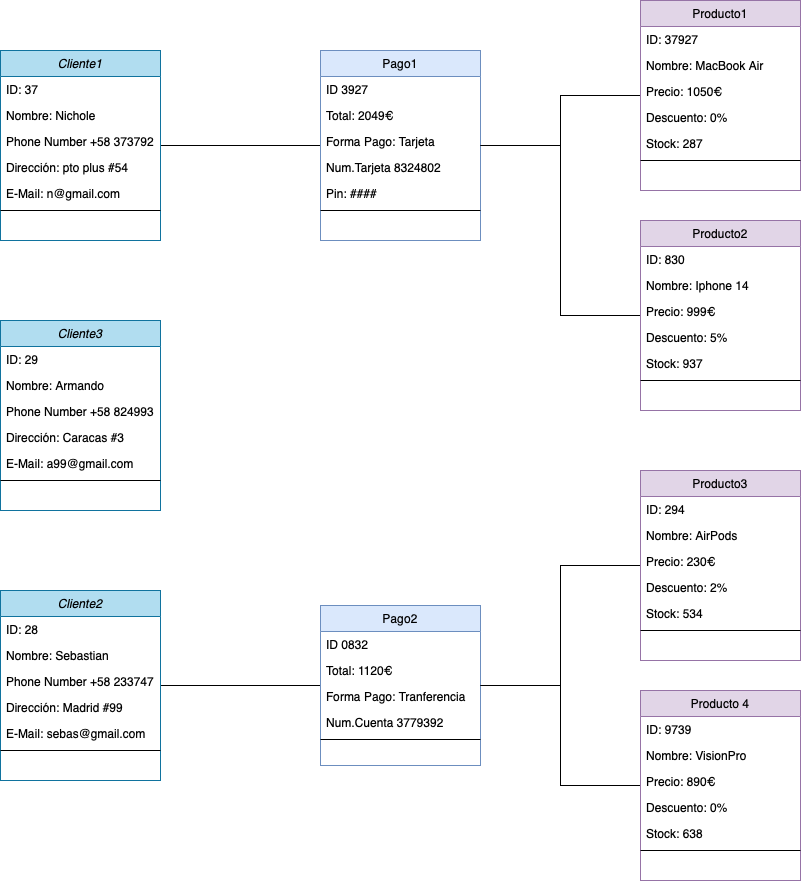 Cliente1
ID: 37
Nombre: Nichole
Phone Number +58 373792
Dirección: pto plus #54
E-Mail: n@gmail.com
Pago1
ID 3927
Total: 2049€
Forma Pago: Tarjeta
Num.Tarjeta 8324802
Pin: ####
Producto1
ID: 37927
Nombre: MacBook Air
Precio: 1050€
Descuento: 0%
Stock: 287
Producto2
ID: 830
Nombre: Iphone 14
Precio: 999€
Descuento: 5%
Stock: 937
Cliente3
ID: 29
Nombre: Armando
Phone Number +58 824993
Dirección: Caracas #3
E-Mail: a99@gmail.com
Cliente2
ID: 28
Nombre: Sebastian
Phone Number +58 233747
Dirección: Madrid #99
E-Mail: sebas@gmail.com
Pago2
ID 0832
Total: 1120€
Forma Pago: Tranferencia
Num.Cuenta 3779392
Producto3
ID: 294
Nombre: AirPods
Precio: 230€
Descuento: 2%
Stock: 534
Producto 4
ID: 9739
Nombre: VisionPro
Precio: 890€
Descuento: 0%
Stock: 638